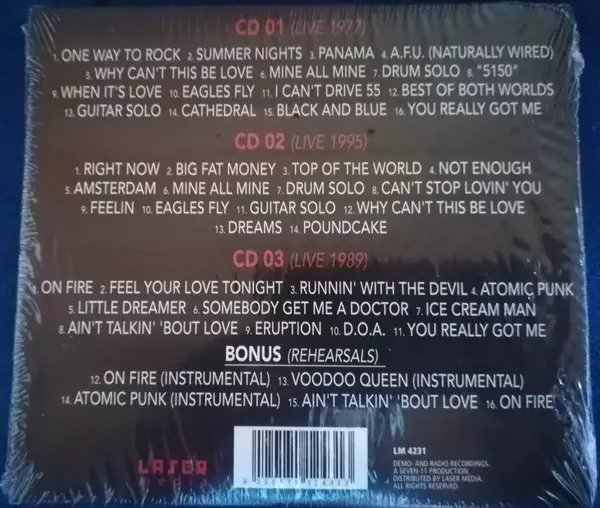 CD 01 (LIVE 1977)
1. ONE WAY TO ROCK 2. SUMMER NIGHTS 3. PANAMA 4. A.F.U. (NATURALLY WIRED)
5. WHY CAN'T THIS BE LOVE 6. MINE ALL MINE 7. DRUM SOLO 8. "5150"
9. WHEN IT'S LOVE 10. EAGLES FLY 11. I CAN'T DRIVE 55 12. BEST OF BOTH WORLDS
13. GUITAR SOLO 14. CATHEDRAL 15. BLACK AND BLUE 16. YOU REALLY GOT ME
CD 02 (LIVE 1995)
1. RIGHT NOW 2. BIG FAT MONEY 3. TOP OF THE WORLD 4. NOT ENOUGH
5. AMSTERDAM 6. MINE ALL MINE 7. DRUM SOLO 8. CAN'T STOP LOVIN' YOU
9. FEELIN 10. EAGLES FLY 11. GUITAR SOLO 12. WHY CAN'T THIS BE LOVE
13. DREAMS 14. POUNDCAKE
CD 03 (LIVE 1989)
1. ON FIRE 2. FEEL YOUR LOVE TONIGHT 3. RUNNIN' WITH THE DEVIL 4. ATOMIC PUNK
5. LITTLE DREAMER 6. SOMEBODY GET ME A DOCTOR 7. ICE CREAM MAN
8. AIN'T TALKIN' 'BOUT LOVE 9. ERUPTION 10. D.O.A. 11. YOU REALLY GOT ME
BONUS (REHEARSALS)
12. ON FIRE (INSTRUMENTAL) 13. VOODOO QUEEN (INSTRUMENTAL)
14. ATOMIC PUNK (INSTRUMENTAL) 15. AIN'T TALKIN' 'BOUT LOVE 16. ON FIRE
LASER
media
LM 4231
DEMO- AND RADIO RECORDINGS.
A SEVEN-11 PRODUCTION
DISTRIBUTED BY LASER MEDIA.
ALL RIGHTS RESERVED.